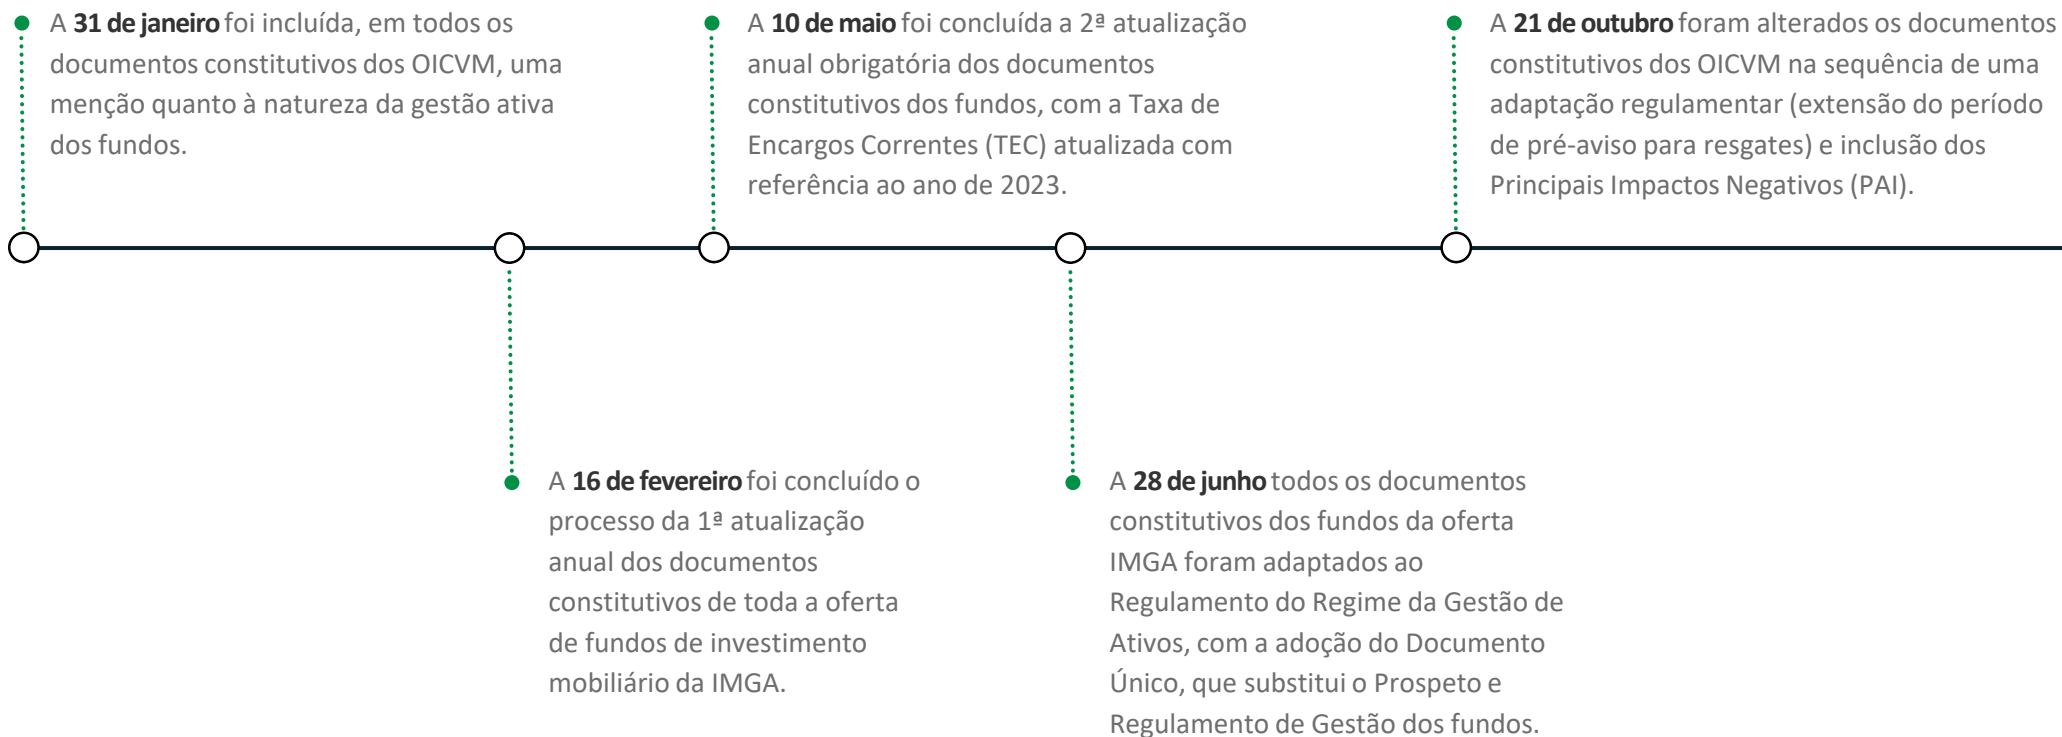 A 31 de janeiro foi incluída, em todos os
documentos constitutivos dos OICVM, uma
menção quanto à natureza da gestão ativa
dos fundos.
A 10 de maio foi concluída a 2ª atualização
anual obrigatória dos documentos
constitutivos dos fundos, com a Taxa de
Encargos Correntes (TEC) atualizada com
referência ao ano de 2023.
A 21 de outubro foram alterados os documentos
constitutivos dos OICVM na sequência de uma
adaptação regulamentar (extensão do período
de pré-aviso para resgates) e inclusão dos
Principais Impactos Negativos (PAI).
A 16 de fevereiro foi concluído o
processo da 1ª atualização
anual dos documentos
constitutivos de toda a oferta
de fundos de investimento
mobiliário da IMGA.
A 28 de junho todos os documentos
constitutivos dos fundos da oferta
IMGA foram adaptados ao
Regulamento do Regime da Gestão de
Ativos, com a adoção do Documento
Único, que substitui o Prospeto e
Regulamento de Gestão dos fundos.